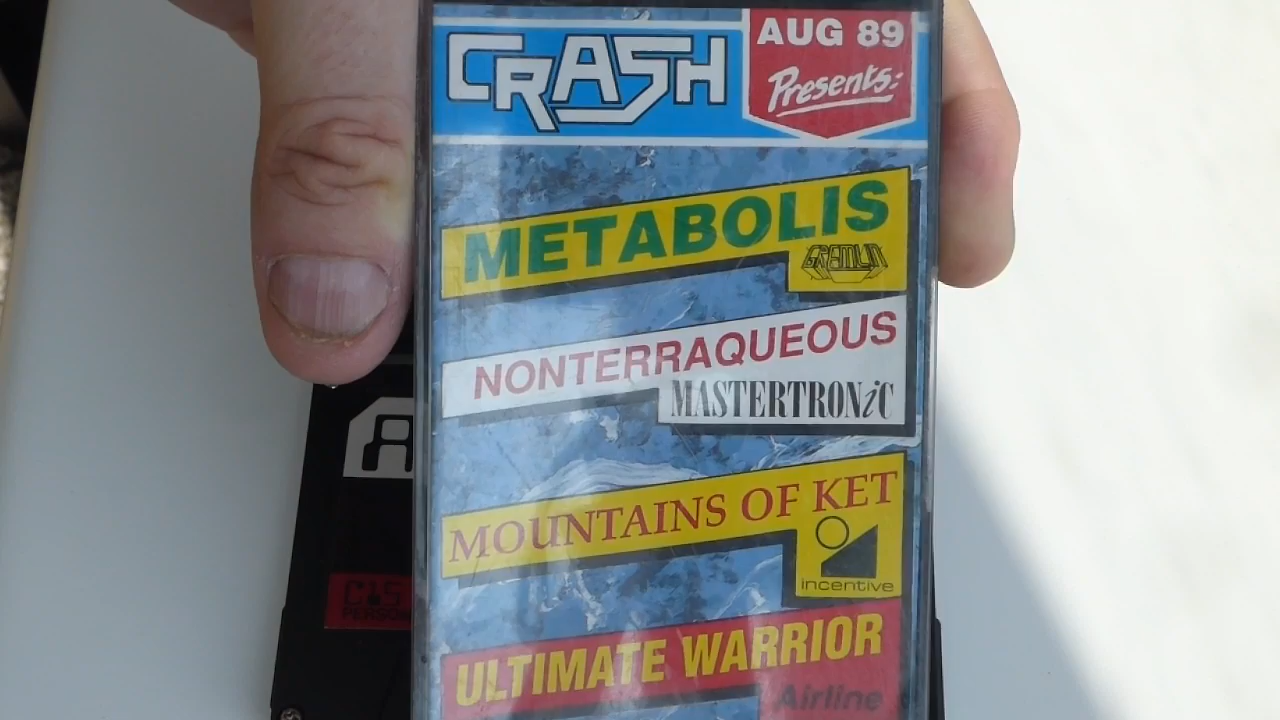 CRASH
AUG 89
Presents:
METABOLIS
GREMLIN
NONTERRAQUEOUS
MASTERTRONiC
MOUNTAINS OF KET
incentive
ULTIMATE WARRIOR
Airline